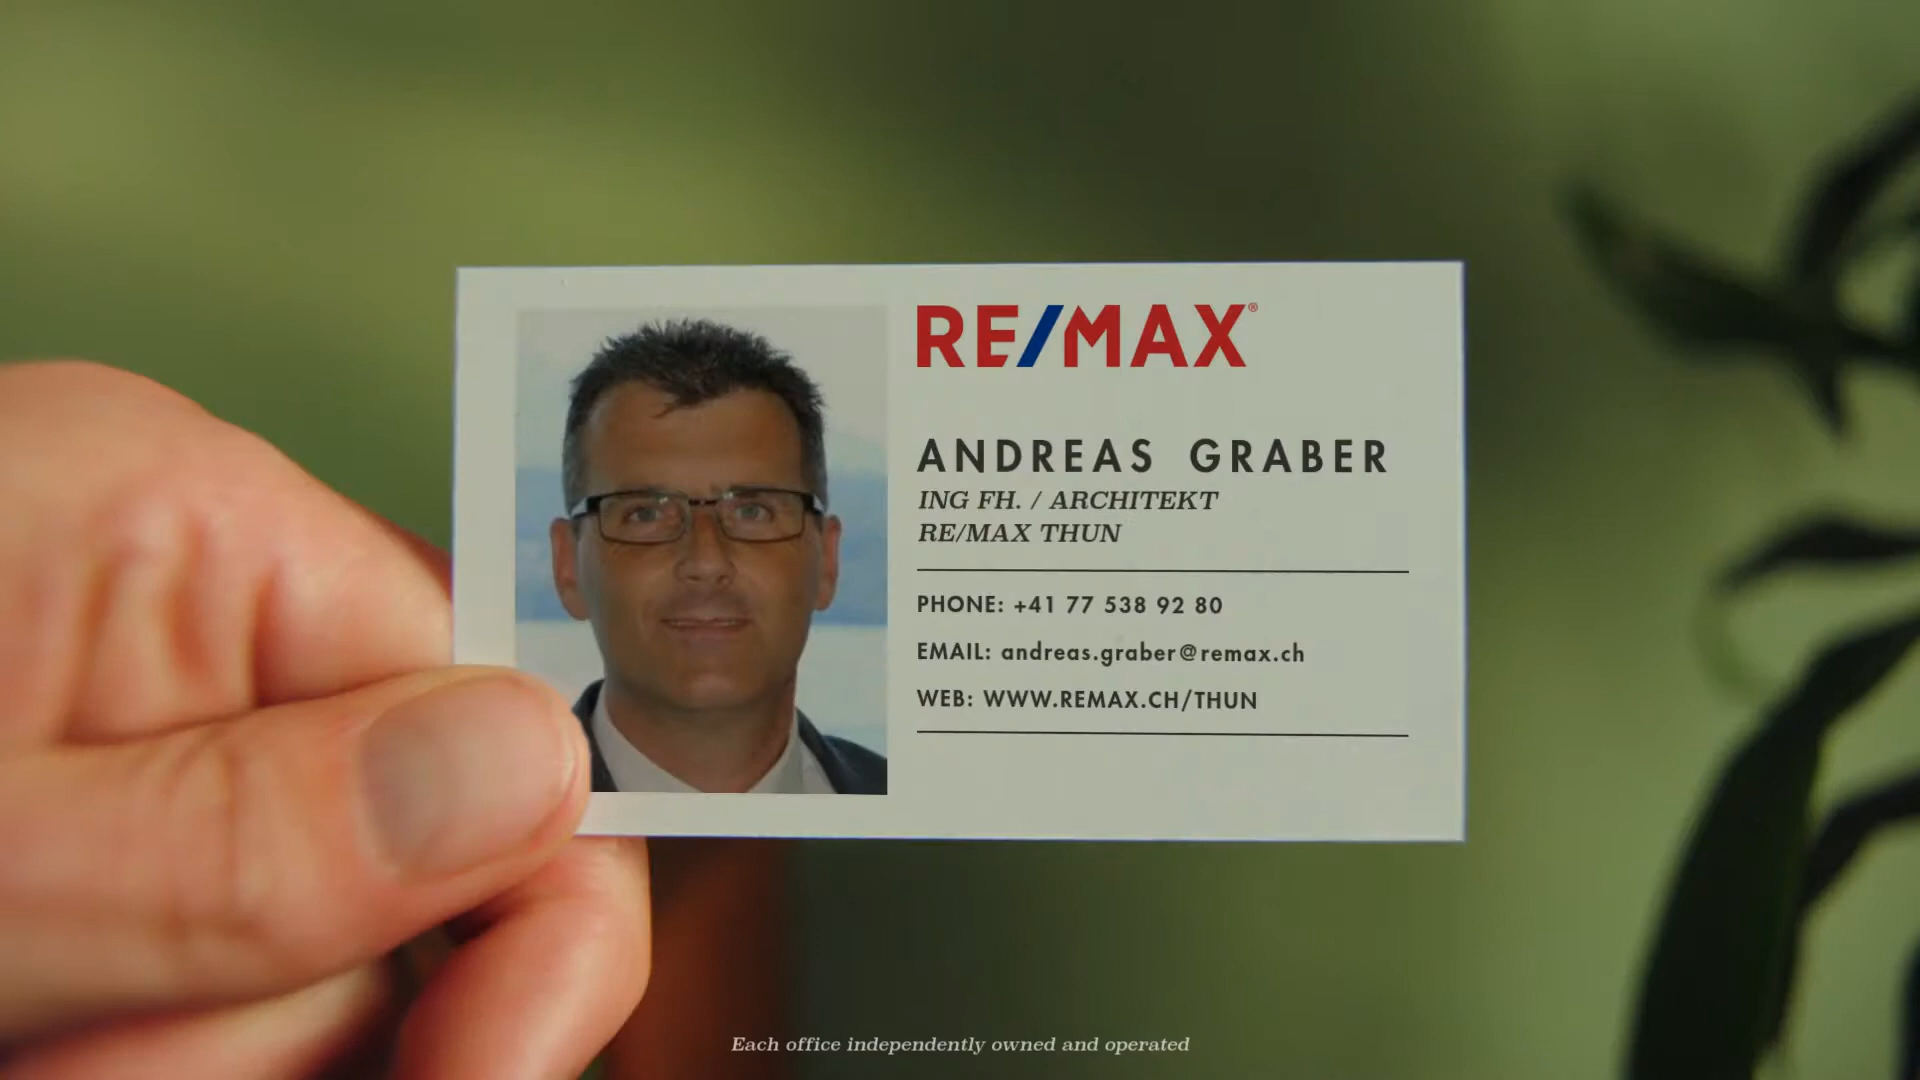 RE/MAX®
ANDREAS GRABER
ING FH. / ARCHITEKT
RE/MAX THUN
PHONE: +41 77 538 92 80
EMAIL: andreas.graber@remax.ch
WEB: WWW.REMAX.CH/THUN
Each office independently owned and operated